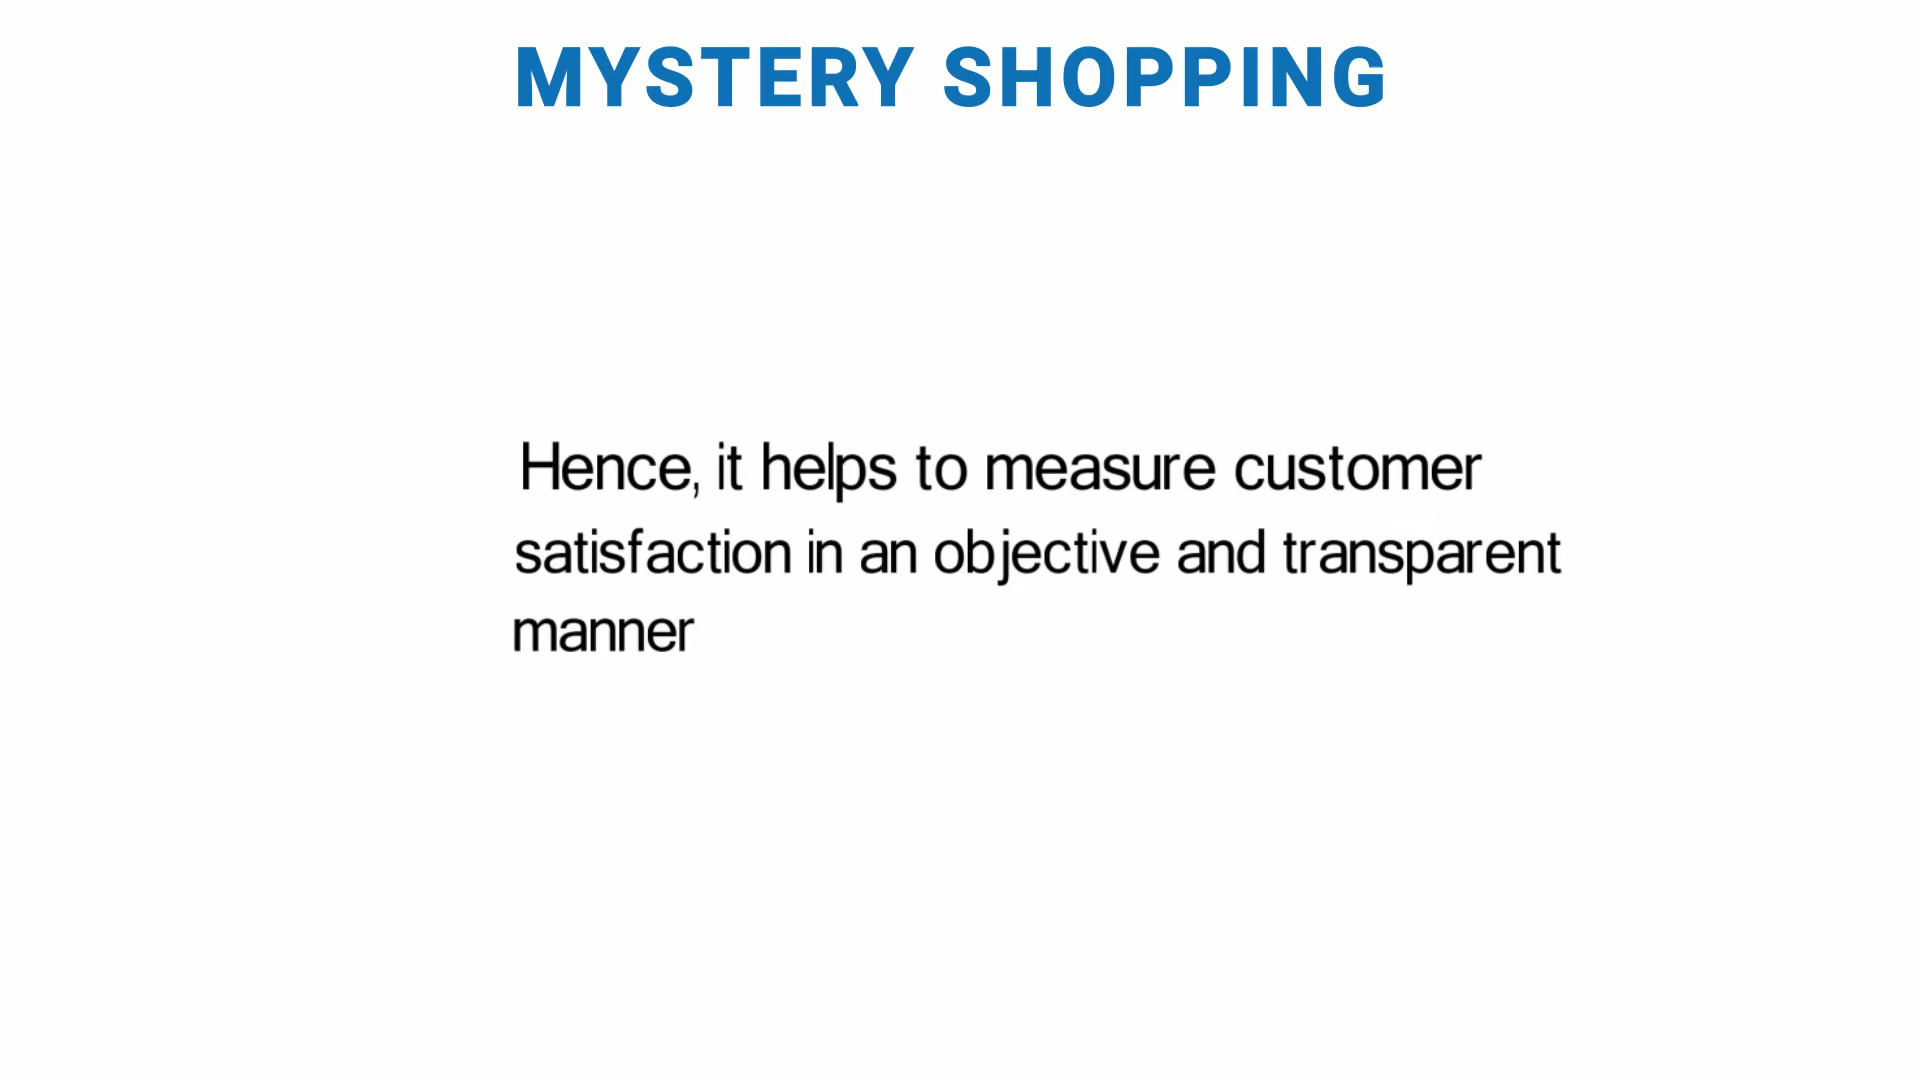 MYSTERY SHOPPING
Hence, it helps to measure customer
satisfaction in an objective and transparent
manner